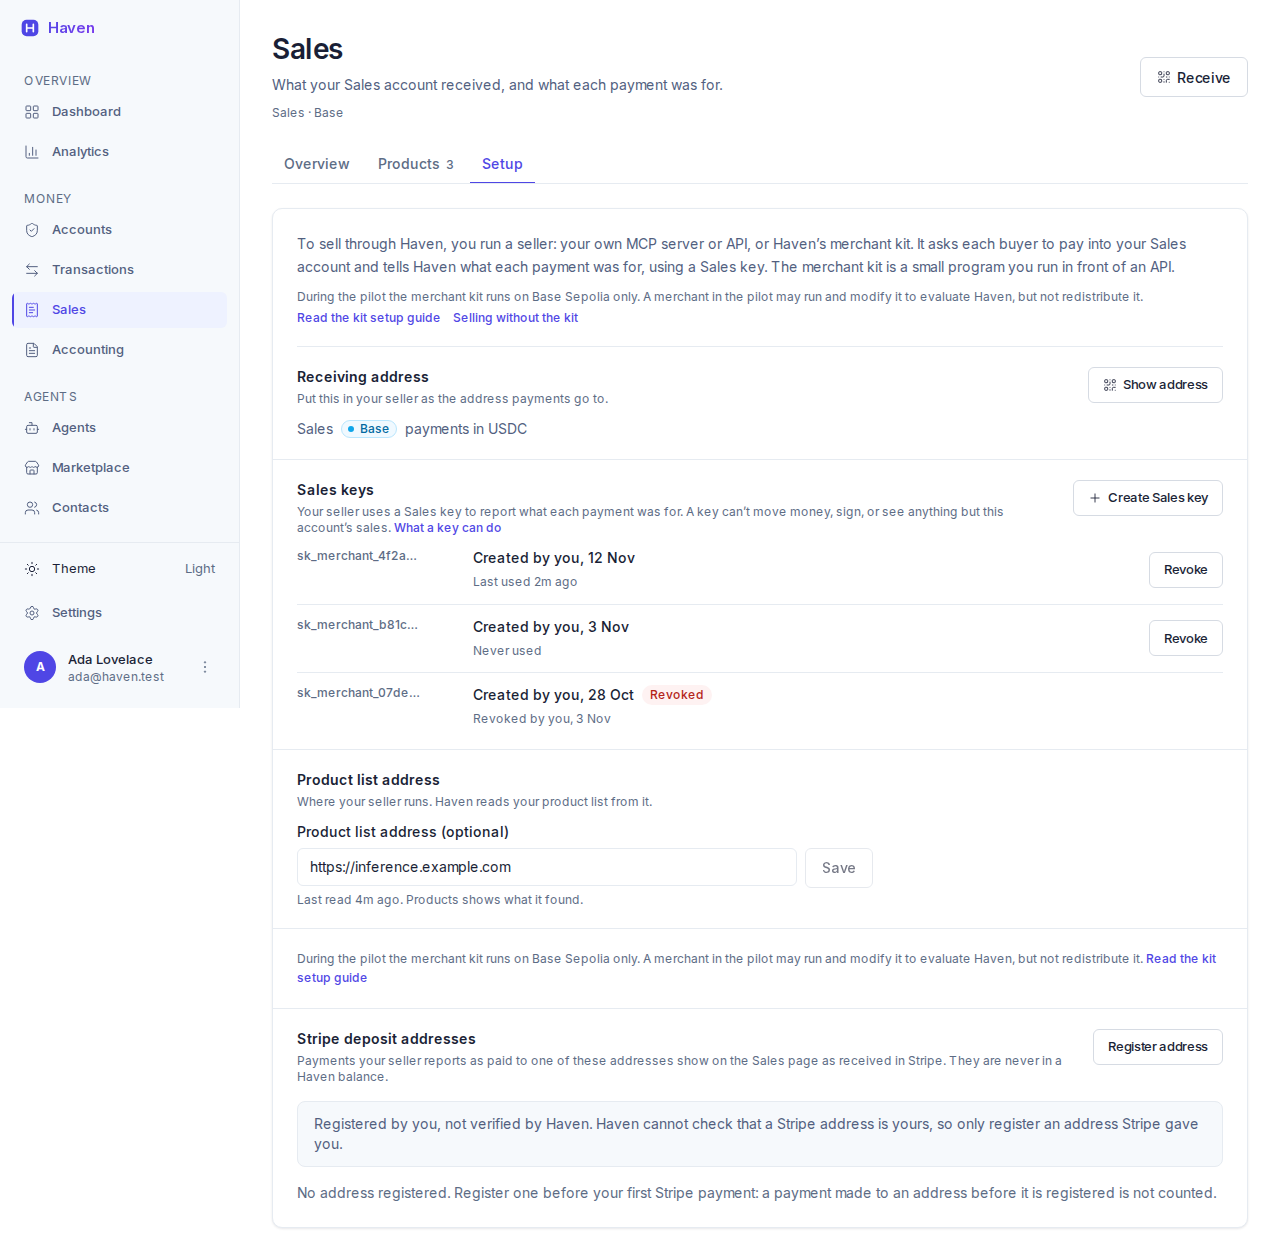 Haven
OVERVIEW
Dashboard
Analytics
MONEY
Accounts
Transactions
Sales
Accounting
AGENTS
Agents
Marketplace
Contacts
Theme Light
Settings
A
Ada Lovelace
ada@haven.test
Sales
What your Sales account received, and what each payment was for.
Sales · Base
Receive
Overview Products 3 Setup
To sell through Haven, you run a seller: your own MCP server or API, or Haven’s merchant kit. It asks each buyer to pay into your Sales
account and tells Haven what each payment was for, using a Sales key. The merchant kit is a small program you run in front of an API.
During the pilot the merchant kit runs on Base Sepolia only. A merchant in the pilot may run and modify it to evaluate Haven, but not redistribute it.
Read the kit setup guide Selling without the kit
Receiving address
Put this in your seller as the address payments go to.
Show address
Sales Base payments in USDC
Sales keys
Your seller uses a Sales key to report what each payment was for. A key can’t move money, sign, or see anything but this
account’s sales. What a key can do
Create Sales key
sk_merchant_4f2a… Created by you, 12 Nov
Last used 2m ago
Revoke
sk_merchant_b81c… Created by you, 3 Nov
Never used
Revoke
sk_merchant_07de… Created by you, 28 Oct Revoked
Revoked by you, 3 Nov
Product list address
Where your seller runs. Haven reads your product list from it.
Product list address (optional)
https://inference.example.com Save
Last read 4m ago. Products shows what it found.
During the pilot the merchant kit runs on Base Sepolia only. A merchant in the pilot may run and modify it to evaluate Haven, but not redistribute it. Read the kit
setup guide
Stripe deposit addresses
Payments your seller reports as paid to one of these addresses show on the Sales page as received in Stripe. They are never in a
Haven balance.
Register address
Registered by you, not verified by Haven. Haven cannot check that a Stripe address is yours, so only register an address Stripe gave
you.
No address registered. Register one before your first Stripe payment: a payment made to an address before it is registered is not counted.